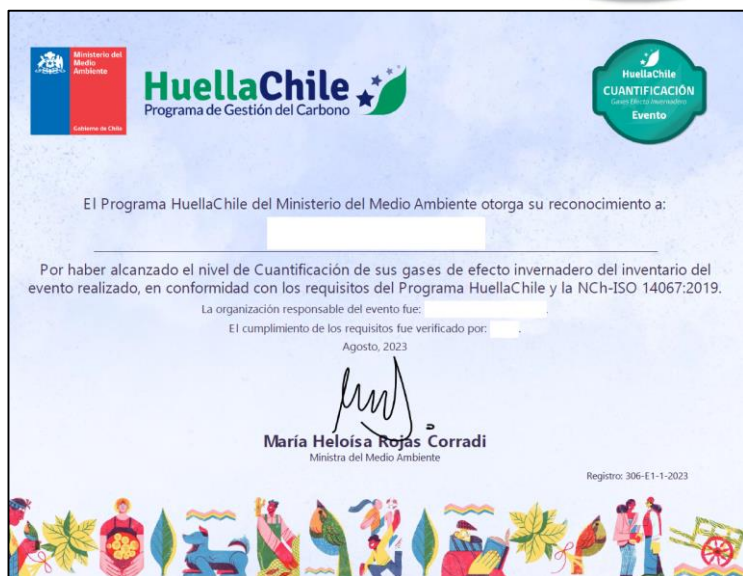 Ministerio del
Medio
Ambiente
Gobierno de Chile
HuellaChile
Programa de Gestión del Carbono
HuellaChile
CUANTIFICACIÓN
Gases Efecto Invernadero
Evento
El Programa HuellaChile del Ministerio del Medio Ambiente otorga su reconocimiento a:
Por haber alcanzado el nivel de Cuantificación de sus gases de efecto invernadero del inventario del
evento realizado, en conformidad con los requisitos del Programa HuellaChile y la NCh-ISO 14067:2019.
La organización responsable del evento fue: .
El cumplimiento de los requisitos fue verificado por: .
Agosto, 2023
María Heloísa Rojas Corradi
Ministra del Medio Ambiente
Registro: 306-E1-1-2023